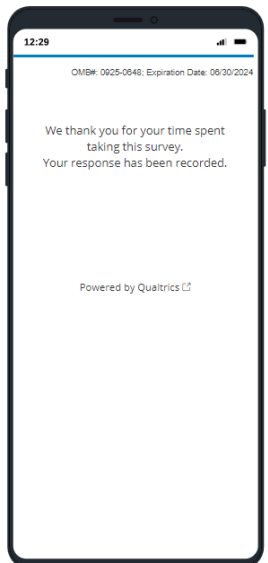 12:29
OMB#: 0925-0648; Expiration Date: 06/30/2024
We thank you for your time spent
taking this survey.
Your response has been recorded.
Powered by Qualtrics